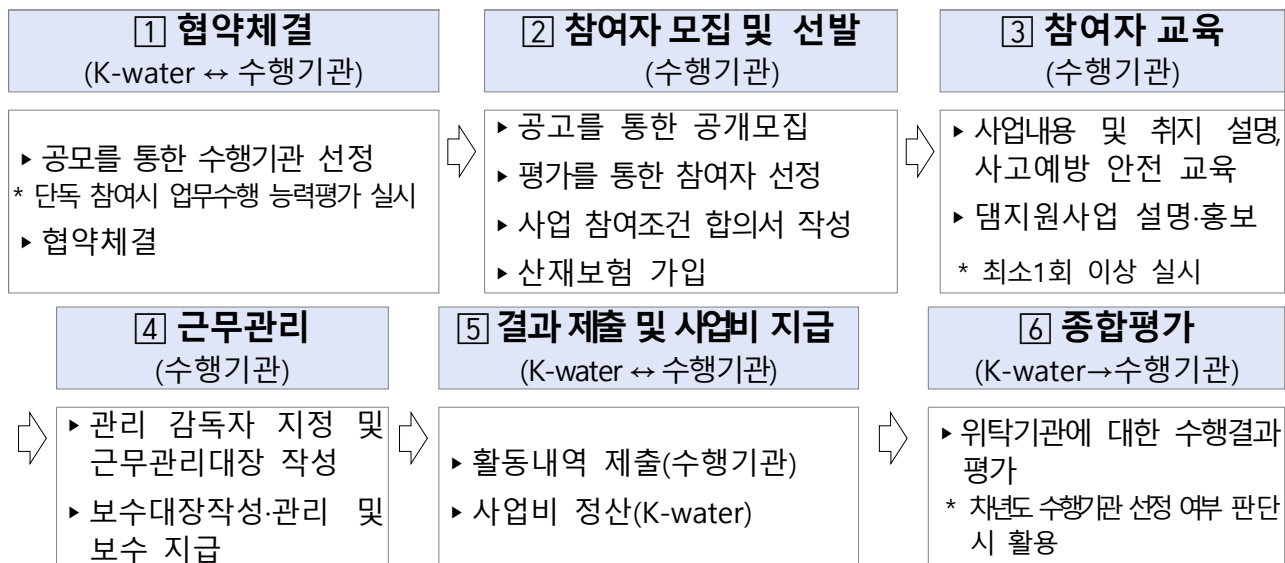 1 협약체결
(K-water ↔ 수행기관)
▸ 공모를 통한 수행기관 선정
* 단독 참여시 업무수행 능력평가 실시
▸ 협약체결
2 참여자 모집 및 선발
(수행기관)
▸ 공고를 통한 공개모집
▸ 평가를 통한 참여자 선정
▸ 사업 참여조건 합의서 작성
▸ 산재보험 가입
3 참여자 교육
(수행기관)
▸ 사업내용 및 취지 설명,
사고예방 안전 교육
▸ 댐지원사업 설명·홍보
* 최소1회 이상 실시
4 근무관리
(수행기관)
▸ 관리 감독자 지정 및
근무관리대장 작성
▸ 보수대장작성·관리 및
보수 지급
5 결과 제출 및 사업비 지급
(K-water ↔ 수행기관)
▸ 활동내역 제출(수행기관)
▸ 사업비 정산(K-water)
6 종합평가
(K-water→수행기관)
▸ 위탁기관에 대한 수행결과
평가
* 차년도 수행기관 선정 여부 판단
시 활용